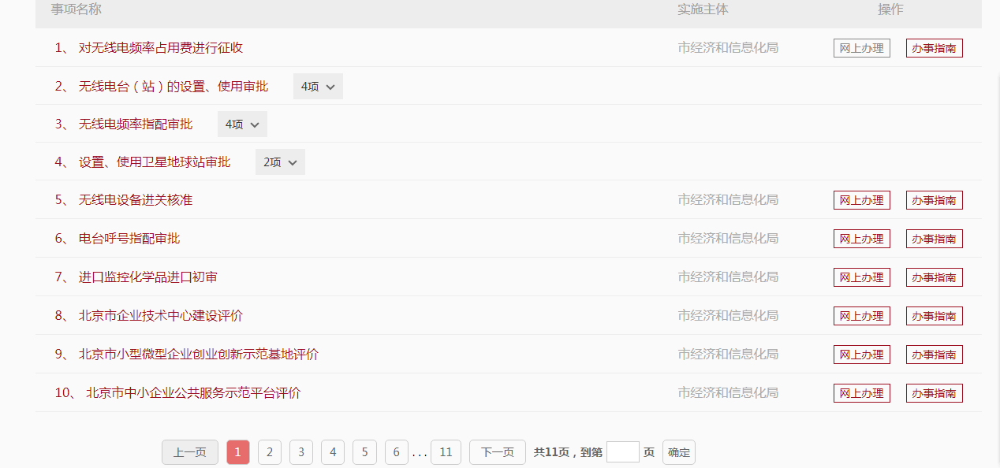 事项名称 实施主体 操作
1、 对无线电频率占用费进行征收 市经济和信息化局 网上办理 办事指南
2、 无线电台（站）的设置、使用审批 4项
3、 无线电频率指配审批 4项
4、 设置、使用卫星地球站审批 2项
5、 无线电设备进关核准 市经济和信息化局 网上办理 办事指南
6、 电台呼号指配审批 市经济和信息化局 网上办理 办事指南
7、 进口监控化学品进口初审 市经济和信息化局 网上办理 办事指南
8、 北京市企业技术中心建设评价 市经济和信息化局 网上办理 办事指南
9、 北京市小型微型企业创业创新示范基地评价 市经济和信息化局 网上办理 办事指南
10、 北京市中小企业公共服务示范平台评价 市经济和信息化局 网上办理 办事指南
上一页 1 2 3 4 5 6 ... 11 下一页 共11页，到第 页 确定